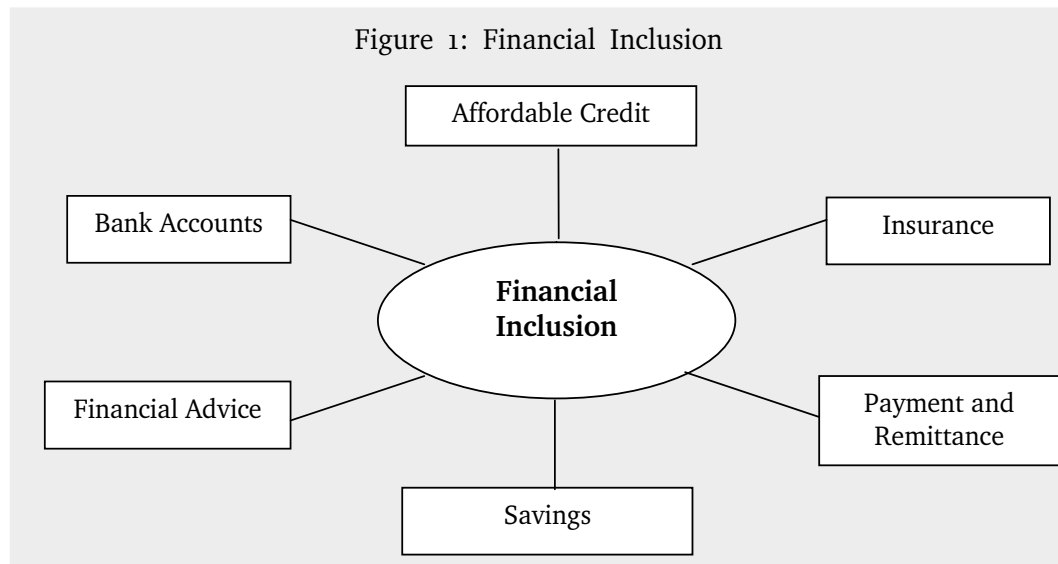 Figure 1: Financial Inclusion
Affordable Credit
Bank Accounts
Insurance
Financial
Inclusion
Financial Advice
Payment and
Remittance
Savings